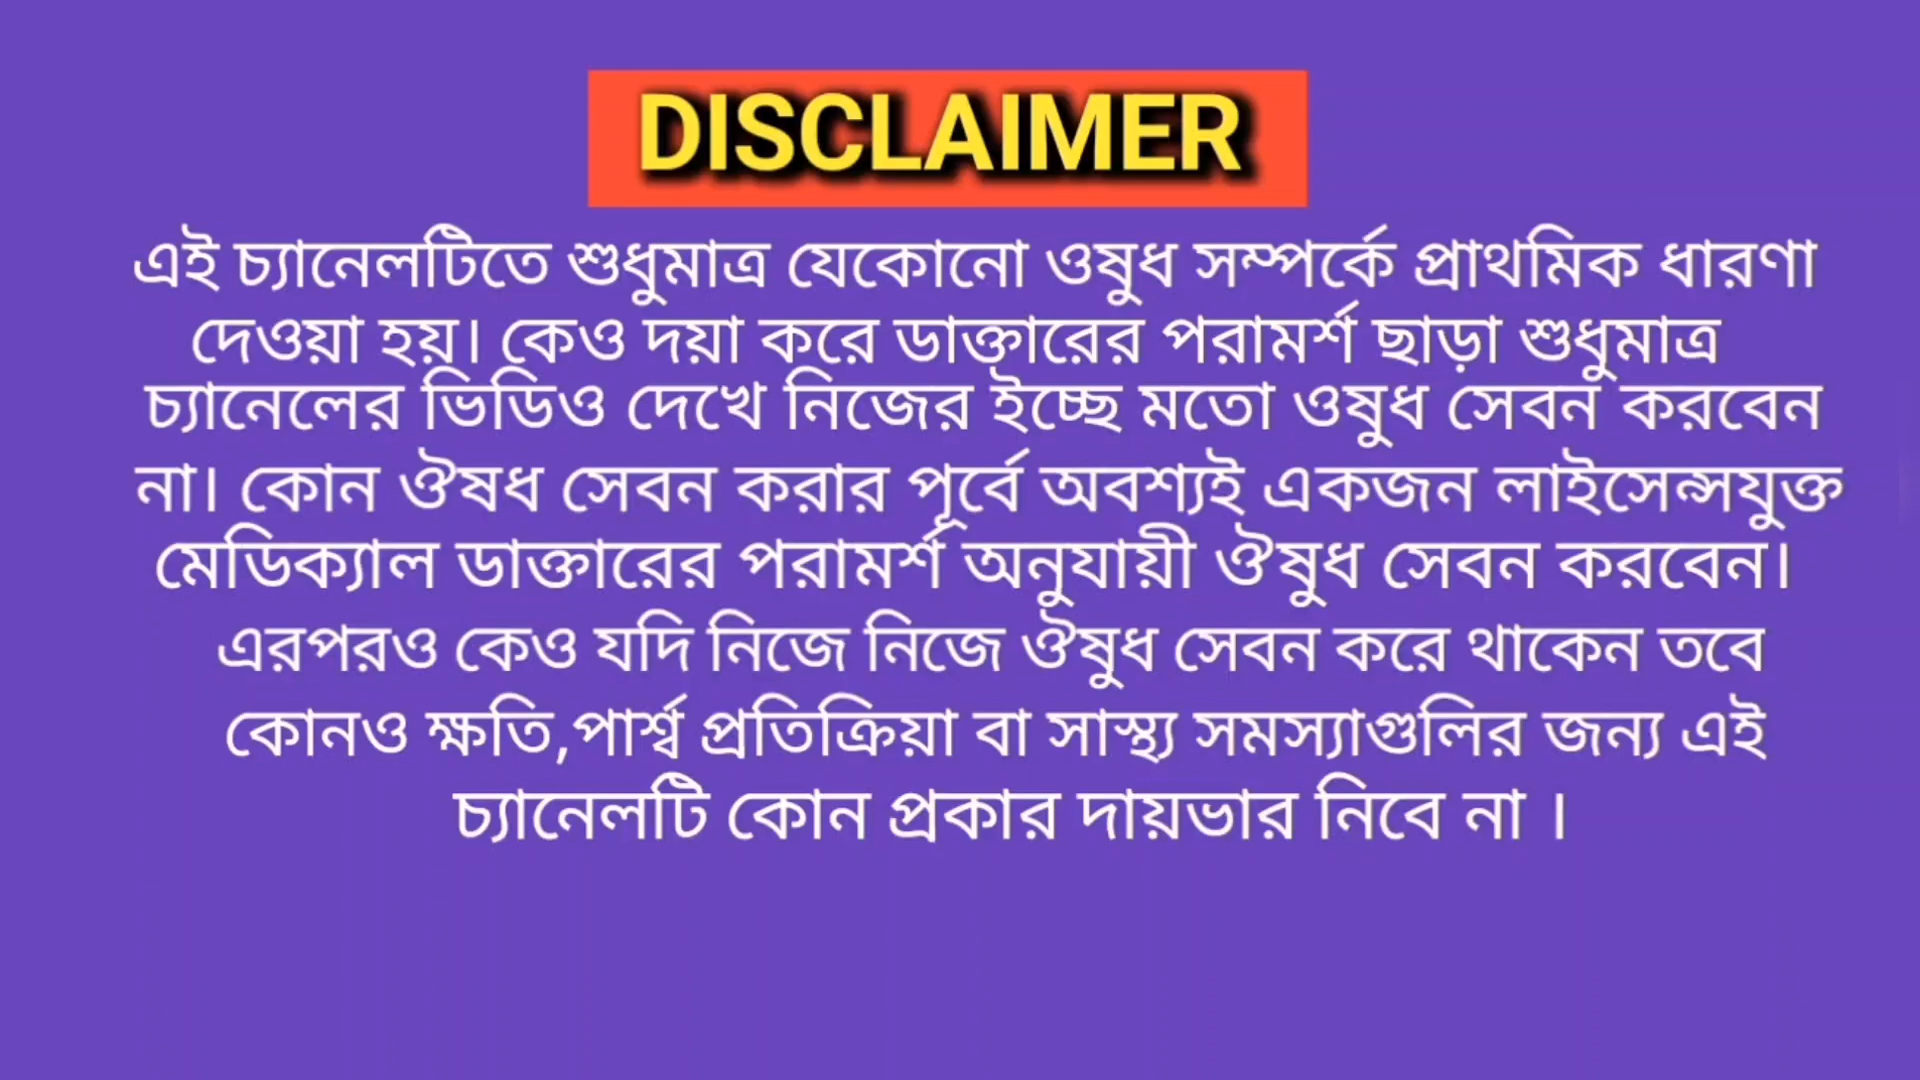 DISCLAIMER
এই চ্যানেলটিতে শুধুমাত্র যেকোনো ওষুধ সম্পর্কে প্রাথমিক ধারণা
দেওয়া হয়। কেও দয়া করে ডাক্তারের পরামর্শ ছাড়া শুধুমাত্র
চ্যানেলের ভিডিও দেখে নিজের ইচ্ছে মতো ওষুধ সেবন করবেন
না। কোন ঔষধ সেবন করার পূর্বে অবশ্যই একজন লাইসেন্সযুক্ত
মেডিক্যাল ডাক্তারের পরামর্শ অনুযায়ী ঔষুধ সেবন করবেন।
এরপরও কেও যদি নিজে নিজে ঔষুধ সেবন করে থাকেন তবে
কোনও ক্ষতি,পার্শ্ব প্রতিক্রিয়া বা সাস্থ্য সমস্যাগুলির জন্য এই
চ্যানেলটি কোন প্রকার দায়ভার নিবে না ।